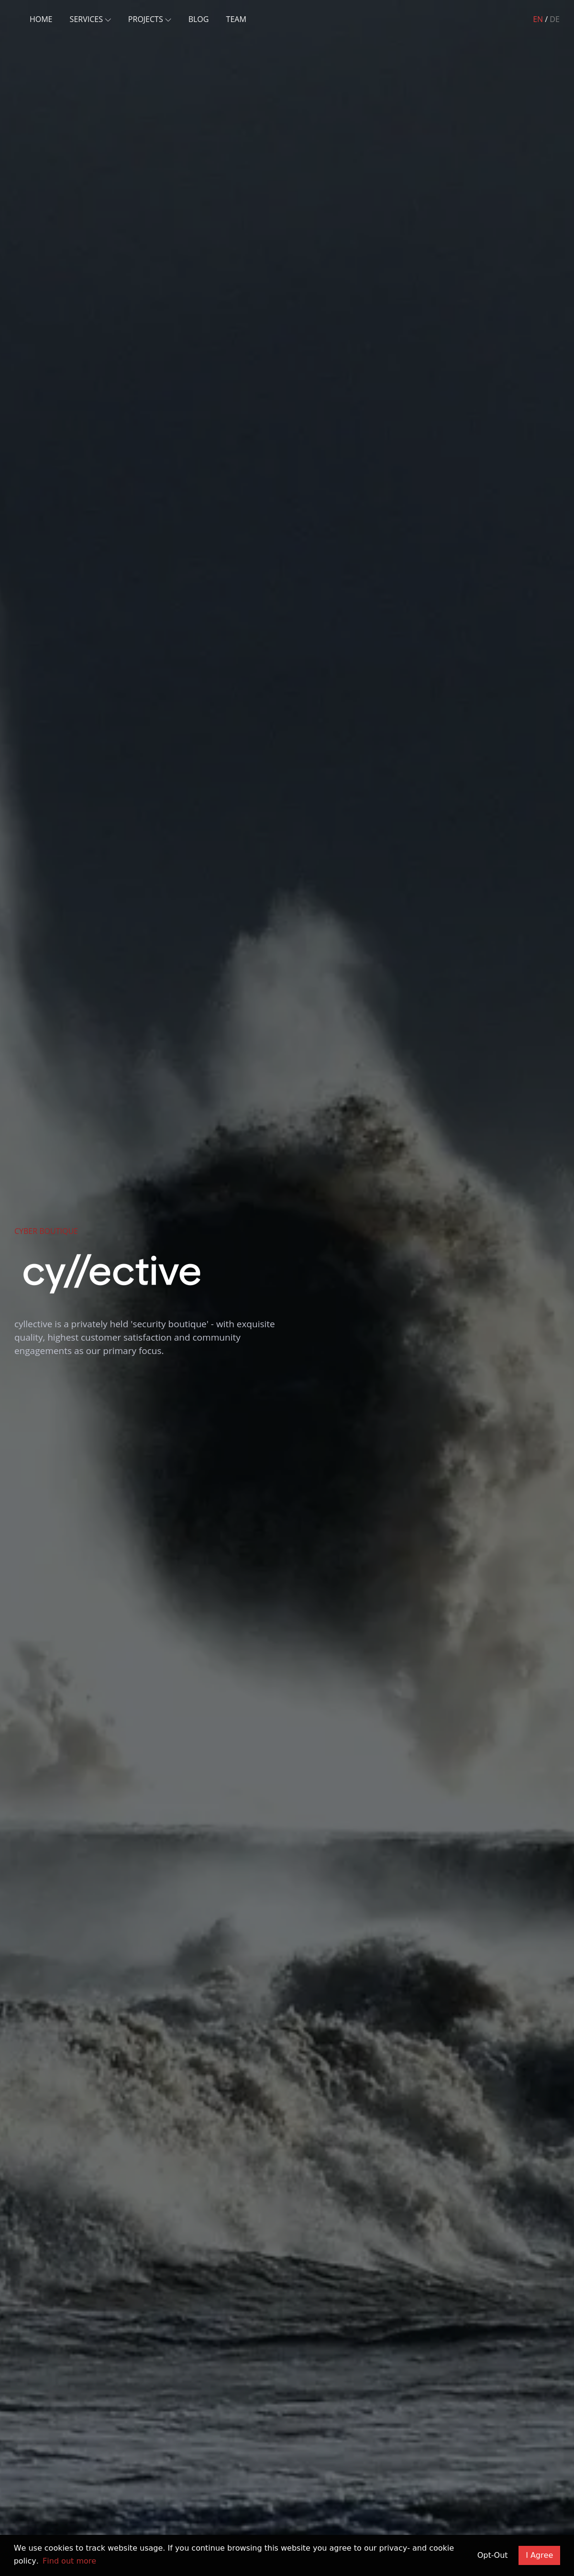 HOME SERVICES PROJECTS BLOG TEAM EN / DE
cy//ective
cyllective is a privately held 'security boutique' - with exquisite
quality, highest customer satisfaction and community
engagements as our primary focus.
We use cookies to track website usage. If you continue browsing this website you agree to our privacy- and cookie
policy. Find out more
Opt-Out I Agree